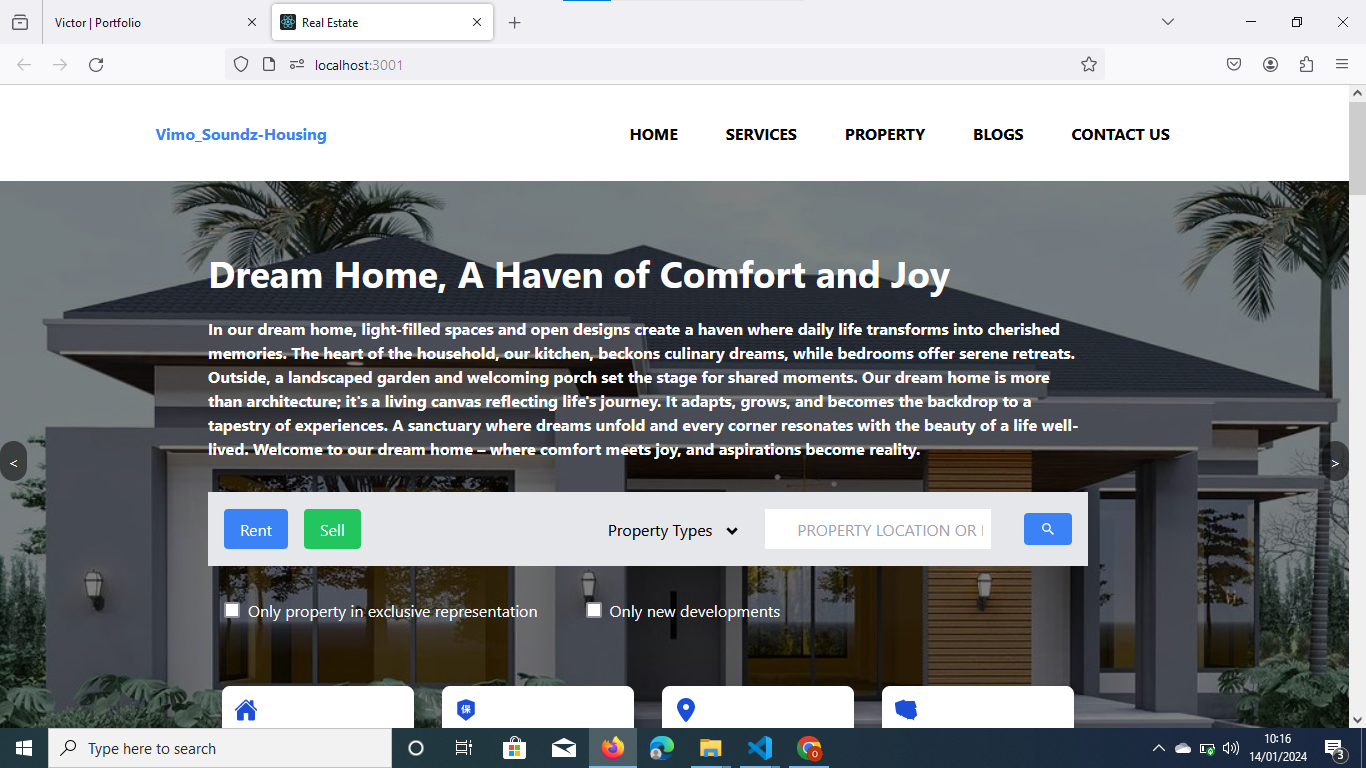 Victor | Portfolio
Real Estate
localhost:3001
Vimo_Soundz-Housing
HOME SERVICES PROPERTY BLOGS CONTACT US
Dream Home, A Haven of Comfort and Joy
In our dream home, light-filled spaces and open designs create a haven where daily life transforms into cherished
memories. The heart of the household, our kitchen, beckons culinary dreams, while bedrooms offer serene retreats.
Outside, a landscaped garden and welcoming porch set the stage for shared moments. Our dream home is more
than architecture; it's a living canvas reflecting life's journey. It adapts, grows, and becomes the backdrop to a
tapestry of experiences. A sanctuary where dreams unfold and every corner resonates with the beauty of a life well-
lived. Welcome to our dream home – where comfort meets joy, and aspirations become reality.
< >
Rent Sell Property Types PROPERTY LOCATION OR
Only property in exclusive representation Only new developments
保
Type here to search
O
10:16
14/01/2024
3